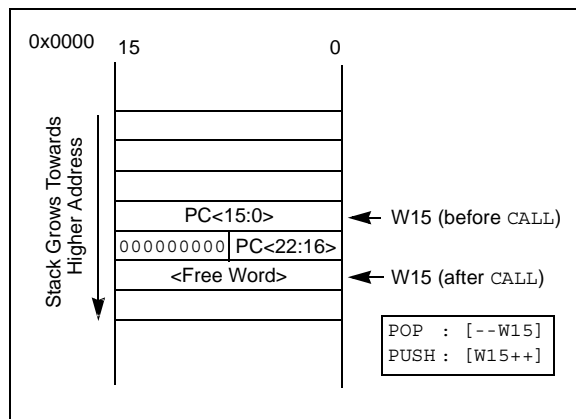 0x0000 15 0
Stack Grows Towards
Higher Address
PC<15:0> W15 (before CALL)
000000000 PC<22:16>
<Free Word> W15 (after CALL)
POP : [--W15]
PUSH : [W15++]